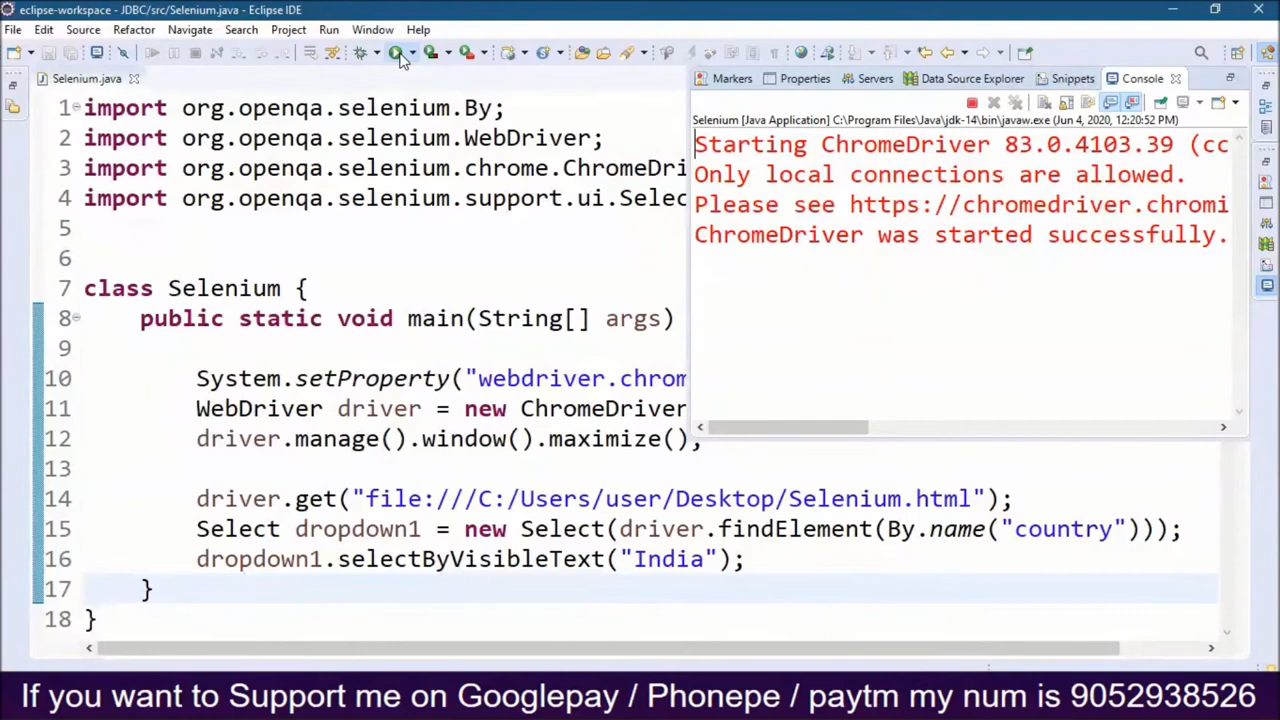 eclipse-workspace - JDBC/src/Selenium.java - Eclipse IDE
File Edit Source Refactor Navigate Search Project Run Window Help
Selenium.java
Markers Properties Servers Data Source Explorer Snippets Console
Selenium [Java Application] C:\Program Files\Java\jdk-14\bin\javaw.exe (Jun 4, 2020, 12:20:52 PM)
Starting ChromeDriver 83.0.4103.39 (cc
Only local connections are allowed.
Please see https://chromedriver.chromi
ChromeDriver was started successfully.
1 import org.openqa.selenium.By;
2 import org.openqa.selenium.WebDriver;
3 import org.openqa.selenium.chrome.ChromeDri
4 import org.openqa.selenium.support.ui.Selec
5
6
7 class Selenium {
8 public static void main(String[] args)
9
10 System.setProperty("webdriver.chrom
11 WebDriver driver = new ChromeDriver
12 driver.manage().window().maximize();
13
14 driver.get("file:///C:/Users/user/Desktop/Selenium.html");
15 Select dropdown1 = new Select(driver.findElement(By.name("country")));
16 dropdown1.selectByVisibleText("India");
17 }
18 }
If you want to Support me on Googlepay / Phonepe / paytm my num is 9052938526